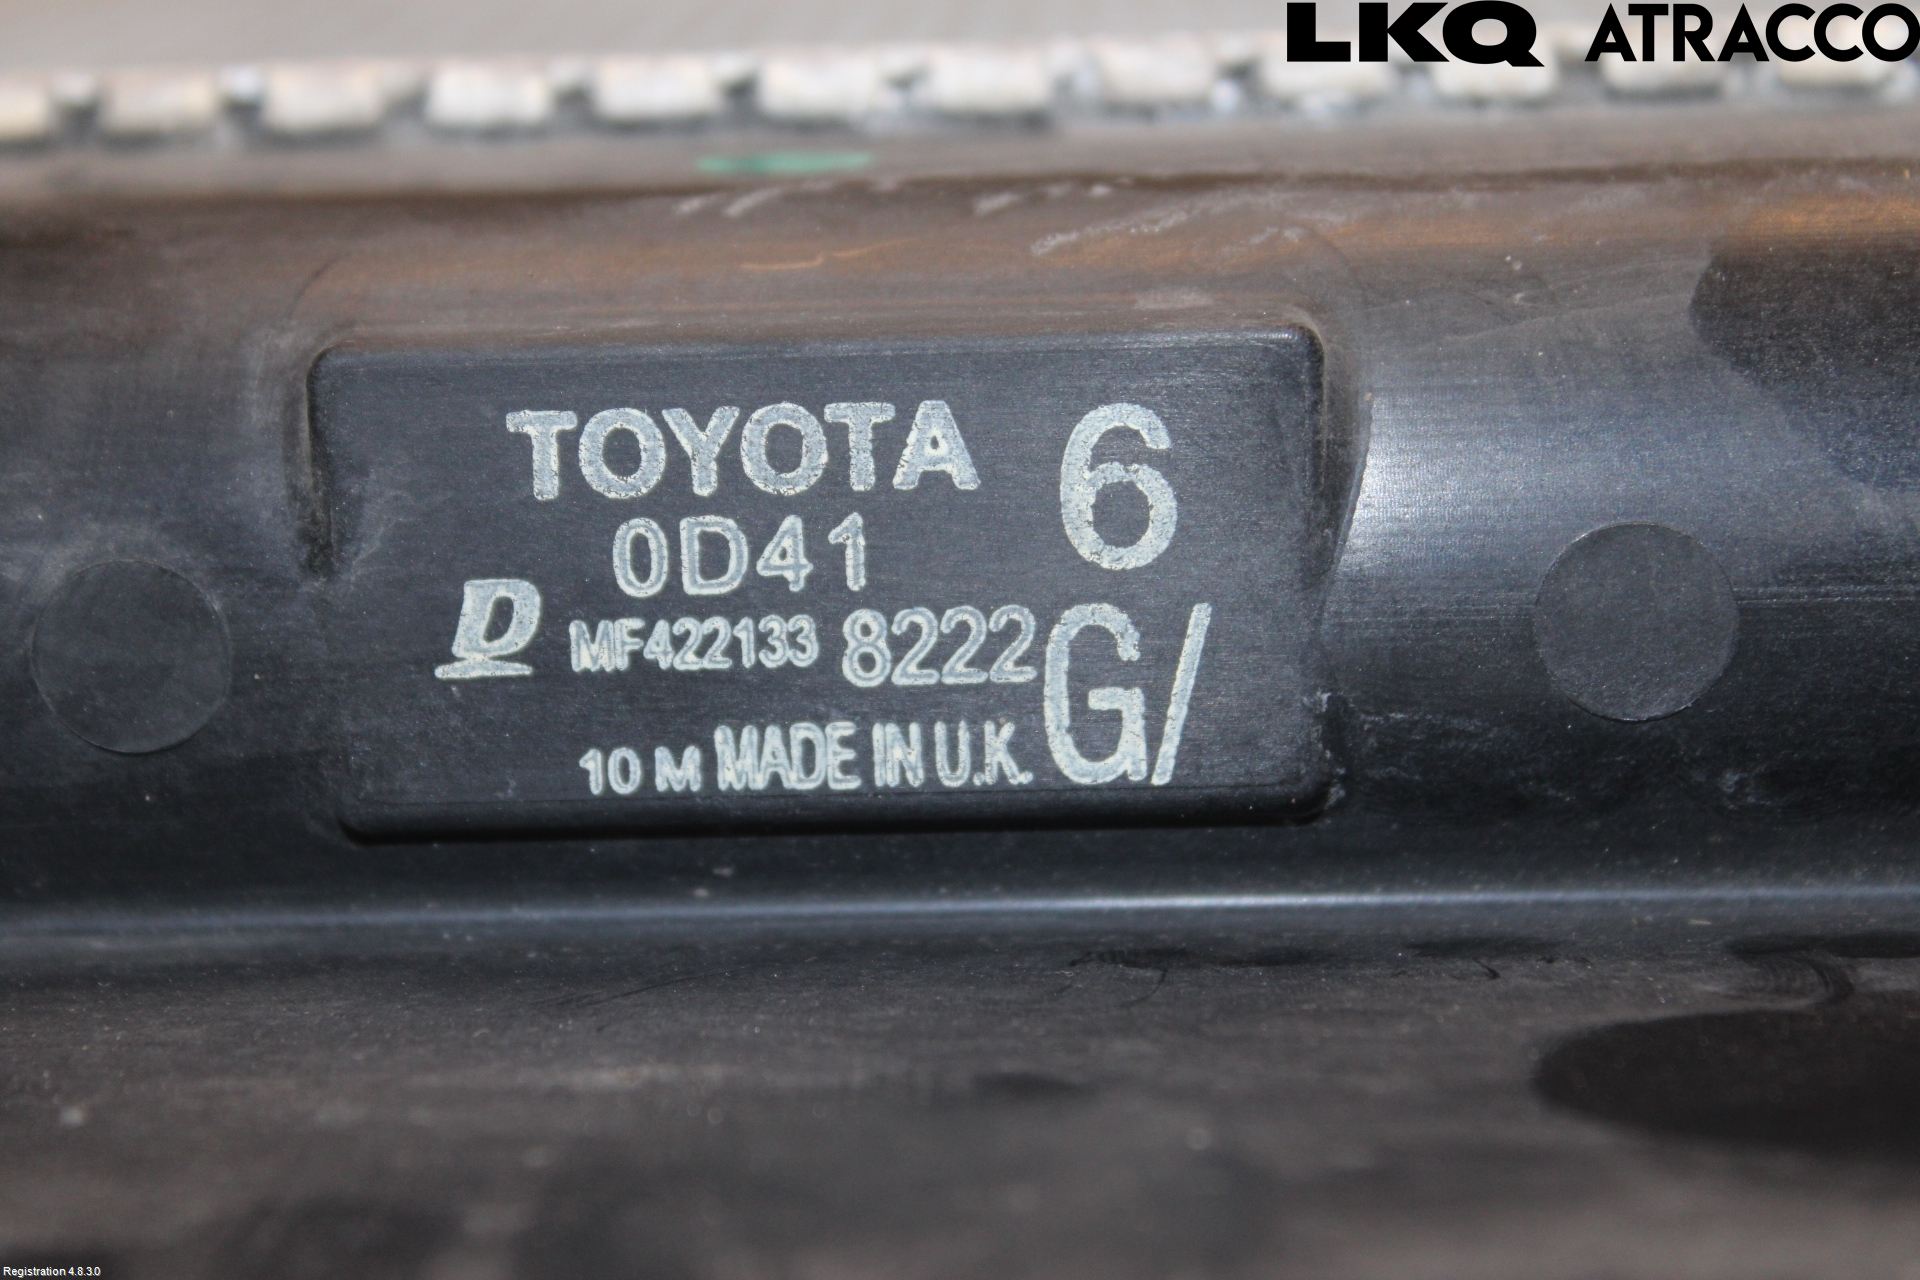 LKQ ATRACCO
TOYOTA 6
0D41
D MF422133 8222 G/
10 M MADE IN U.K.
Registration 4.8.3.0